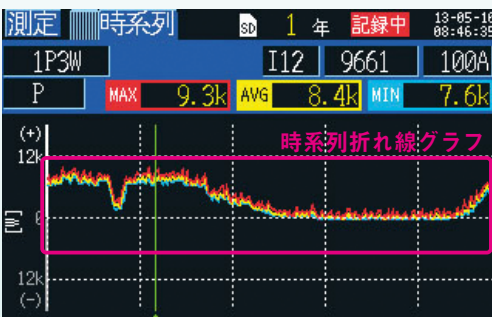 測定 時系列 SD 1 年 記録中 13-05-16 08:46:35
1P3W I12 9661 100A
P MAX 9.3k AVG 8.4k MIN 7.6k
(+)
時系列折れ線グラフ
12k
[W] 0
12k
(-)